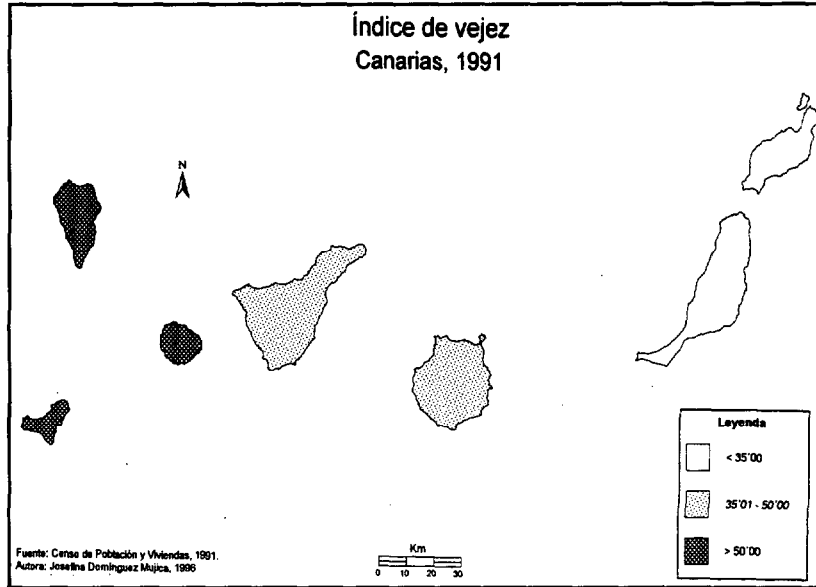 Índice de vejez
Canarias, 1991
N
Leyenda
< 35'00
35'01 - 50'00
> 50'00
Km
0 10 20 30
Fuente: Censo de Población y Viviendas, 1991.
Autora: Josefina Domínguez Mujica, 1996